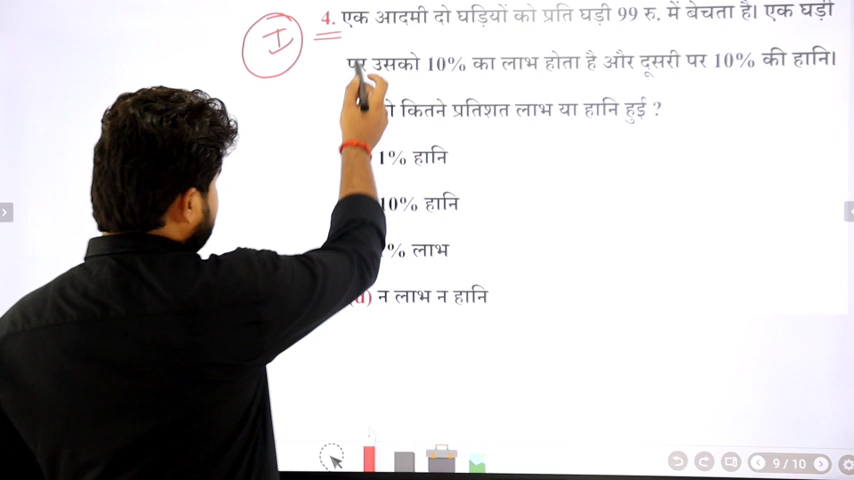 I
4. एक आदमी दो घड़ियों को प्रति घड़ी 99 रु. में बेचता है। एक घड़ी
पर उसको 10% का लाभ होता है और दूसरी पर 10% की हानि।
कितने प्रतिशत लाभ या हानि हुई ?
1% हानि
10% हानि
% लाभ
(d) न लाभ न हानि
9 / 10